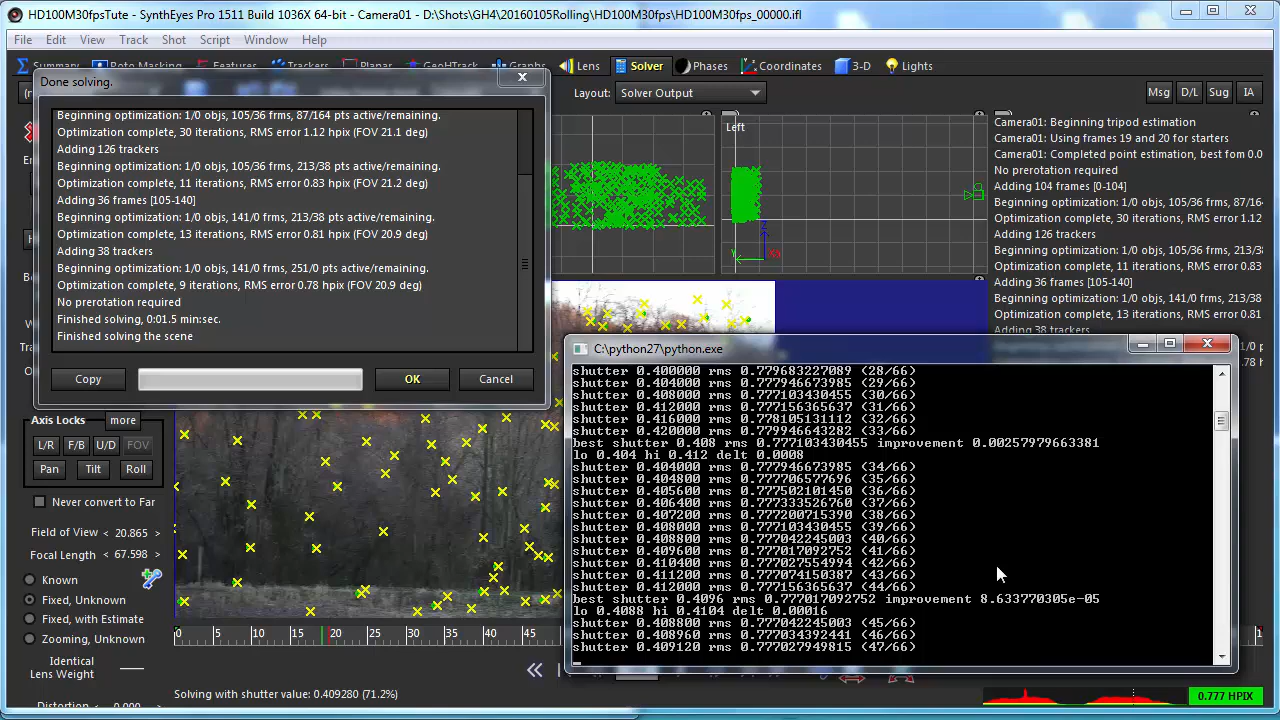 HD100M30fpsTute - SynthEyes Pro 1511 Build 1036X 64-bit - Camera01 - D:\Shots\GH4\20160105Rolling\HD100M30fps\HD100M30fps_00000.ifl
File Edit View Track Shot Script Window Help
Summary Roto Masking Features Trackers Planar GeoHTrack Graphs Lens Solver Phases Coordinates 3-D Lights
Layout: Solver Output Msg D/L Sug IA
Done solving.
Beginning optimization: 1/0 objs, 105/36 frms, 87/164 pts active/remaining.
Optimization complete, 30 iterations, RMS error 1.12 hpix (FOV 21.1 deg)
Adding 126 trackers
Beginning optimization: 1/0 objs, 105/36 frms, 213/38 pts active/remaining.
Optimization complete, 11 iterations, RMS error 0.83 hpix (FOV 21.2 deg)
Adding 36 frames [105-140]
Beginning optimization: 1/0 objs, 141/0 frms, 213/38 pts active/remaining.
Optimization complete, 13 iterations, RMS error 0.81 hpix (FOV 20.9 deg)
Adding 38 trackers
Beginning optimization: 1/0 objs, 141/0 frms, 251/0 pts active/remaining.
Optimization complete, 9 iterations, RMS error 0.78 hpix (FOV 20.9 deg)
No prerotation required
Finished solving, 0:01.5 min:sec.
Finished solving the scene
Copy OK Cancel
Left
Z
Camera01: Beginning tripod estimation
Camera01: Using frames 19 and 20 for starters
Camera01: Completed point estimation, best fom 0.0
No prerotation required
Adding 104 frames [0-104]
Beginning optimization: 1/0 objs, 105/36 frms, 87/16
Optimization complete, 30 iterations, RMS error 1.12
Adding 126 trackers
Beginning optimization: 1/0 objs, 105/36 frms, 213/3
Optimization complete, 11 iterations, RMS error 0.83
Adding 36 frames [105-140]
Beginning optimization: 1/0 objs, 141/0 frms, 213/38
Optimization complete, 13 iterations, RMS error 0.81
Adding 38 trackers
C:\python27\python.exe
shutter 0.400000 rms 0.779683227089 (28/66)
shutter 0.404000 rms 0.777946673985 (29/66)
shutter 0.408000 rms 0.777103430455 (30/66)
shutter 0.412000 rms 0.777156365637 (31/66)
shutter 0.416000 rms 0.778105131112 (32/66)
shutter 0.420000 rms 0.779956643282 (33/66)
best shutter 0.408 rms 0.777103430455 improvement 0.00257979663381
lo 0.404 hi 0.412 delt 0.0008
shutter 0.404000 rms 0.777946673985 (34/66)
shutter 0.404800 rms 0.777706577696 (35/66)
shutter 0.405600 rms 0.777502101450 (36/66)
shutter 0.406400 rms 0.777333526760 (37/66)
shutter 0.407200 rms 0.777200715390 (38/66)
shutter 0.408000 rms 0.777103430455 (39/66)
shutter 0.408800 rms 0.777042245003 (40/66)
shutter 0.409600 rms 0.777017092752 (41/66)
shutter 0.410400 rms 0.777027554994 (42/66)
shutter 0.411200 rms 0.777074150387 (43/66)
shutter 0.412000 rms 0.777156365637 (44/66)
best shutter 0.4096 rms 0.777017092752 improvement 8.633770305e-05
lo 0.4088 hi 0.4104 delt 0.00016
shutter 0.408800 rms 0.777042245003 (45/66)
shutter 0.408960 rms 0.777034392441 (46/66)
shutter 0.409120 rms 0.777027949815 (47/66)
Axis Locks more
L/R F/B U/D FOV
Pan Tilt Roll
Never convert to Far
Field of View < 20.865 >
Focal Length < 67.598 >
Known
Fixed, Unknown
Fixed, with Estimate
Zooming, Unknown
Identical
Lens Weight
Distortion < 0.000 >
0 5 10 15 20 25 30 35 40 45 50
Solving with shutter value: 0.409280 (71.2%)
0.777 HPIX